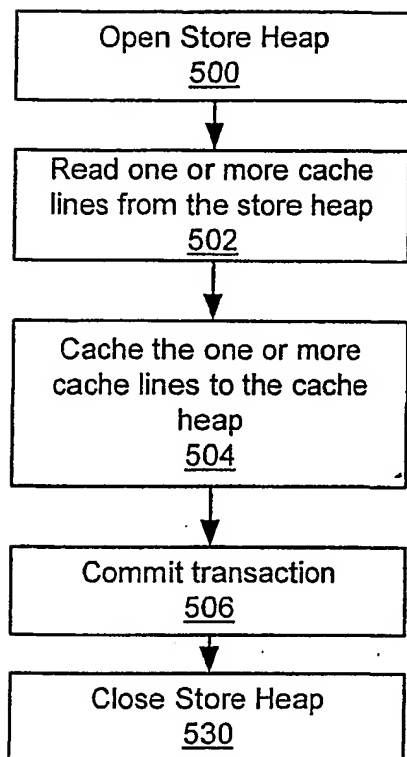 Open Store Heap
500
Read one or more cache
lines from the store heap
502
Cache the one or more
cache lines to the cache
heap
504
Commit transaction
506
Close Store Heap
530